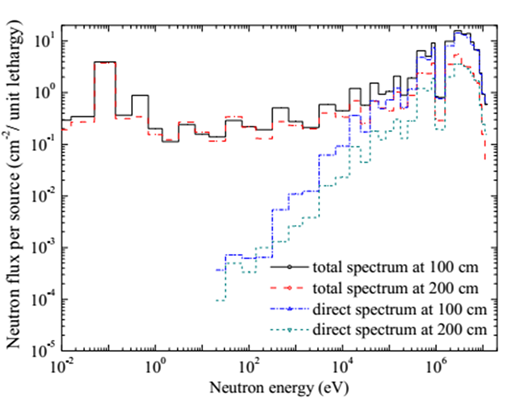 Neutron flux per source (cm⁻²/ unit lethargy)
10¹
10⁰
10⁻¹
10⁻²
10⁻³
10⁻⁴
10⁻⁵
total spectrum at 100 cm
total spectrum at 200 cm
direct spectrum at 100 cm
direct spectrum at 200 cm
10⁻² 10⁰ 10² 10⁴ 10⁶
Neutron energy (eV)